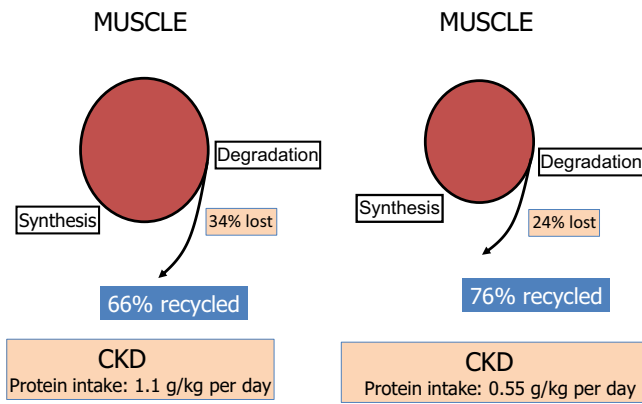 MUSCLE
Degradation
Synthesis
34% lost
66% recycled
CKD
Protein intake: 1.1 g/kg per day
MUSCLE
Degradation
Synthesis
24% lost
76% recycled
CKD
Protein intake: 0.55 g/kg per day